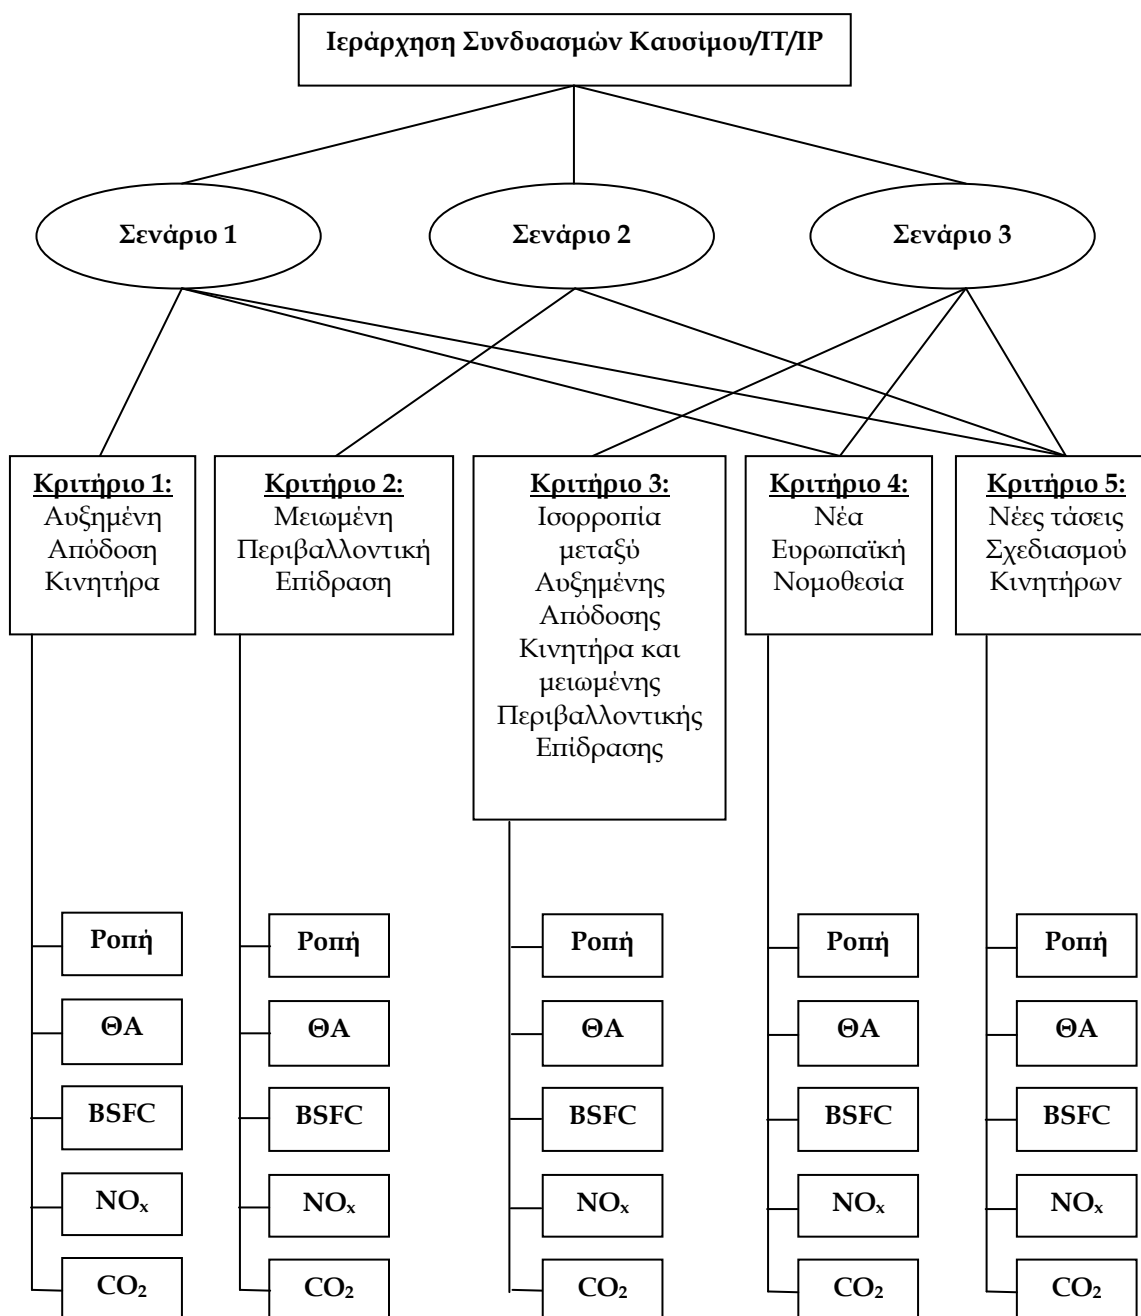 Ιεράρχηση Συνδυασμών Καυσίμου/IT/IP
Σενάριο 1
Σενάριο 2
Σενάριο 3
Κριτήριο 1:
Αυξημένη
Απόδοση
Κινητήρα
Κριτήριο 2:
Μειωμένη
Περιβαλλοντική
Επίδραση
Κριτήριο 3:
Ισορροπία
μεταξύ
Αυξημένης
Απόδοσης
Κινητήρα και
μειωμένης
Περιβαλλοντικής
Επίδρασης
Κριτήριο 4:
Νέα
Ευρωπαϊκή
Νομοθεσία
Κριτήριο 5:
Νέες τάσεις
Σχεδιασμού
Κινητήρων
Ροπή
ΘΑ
BSFC
NOₓ
CO₂
Ροπή
ΘΑ
BSFC
NOₓ
CO₂
Ροπή
ΘΑ
BSFC
NOₓ
CO₂
Ροπή
ΘΑ
BSFC
NOₓ
CO₂
Ροπή
ΘΑ
BSFC
NOₓ
CO₂